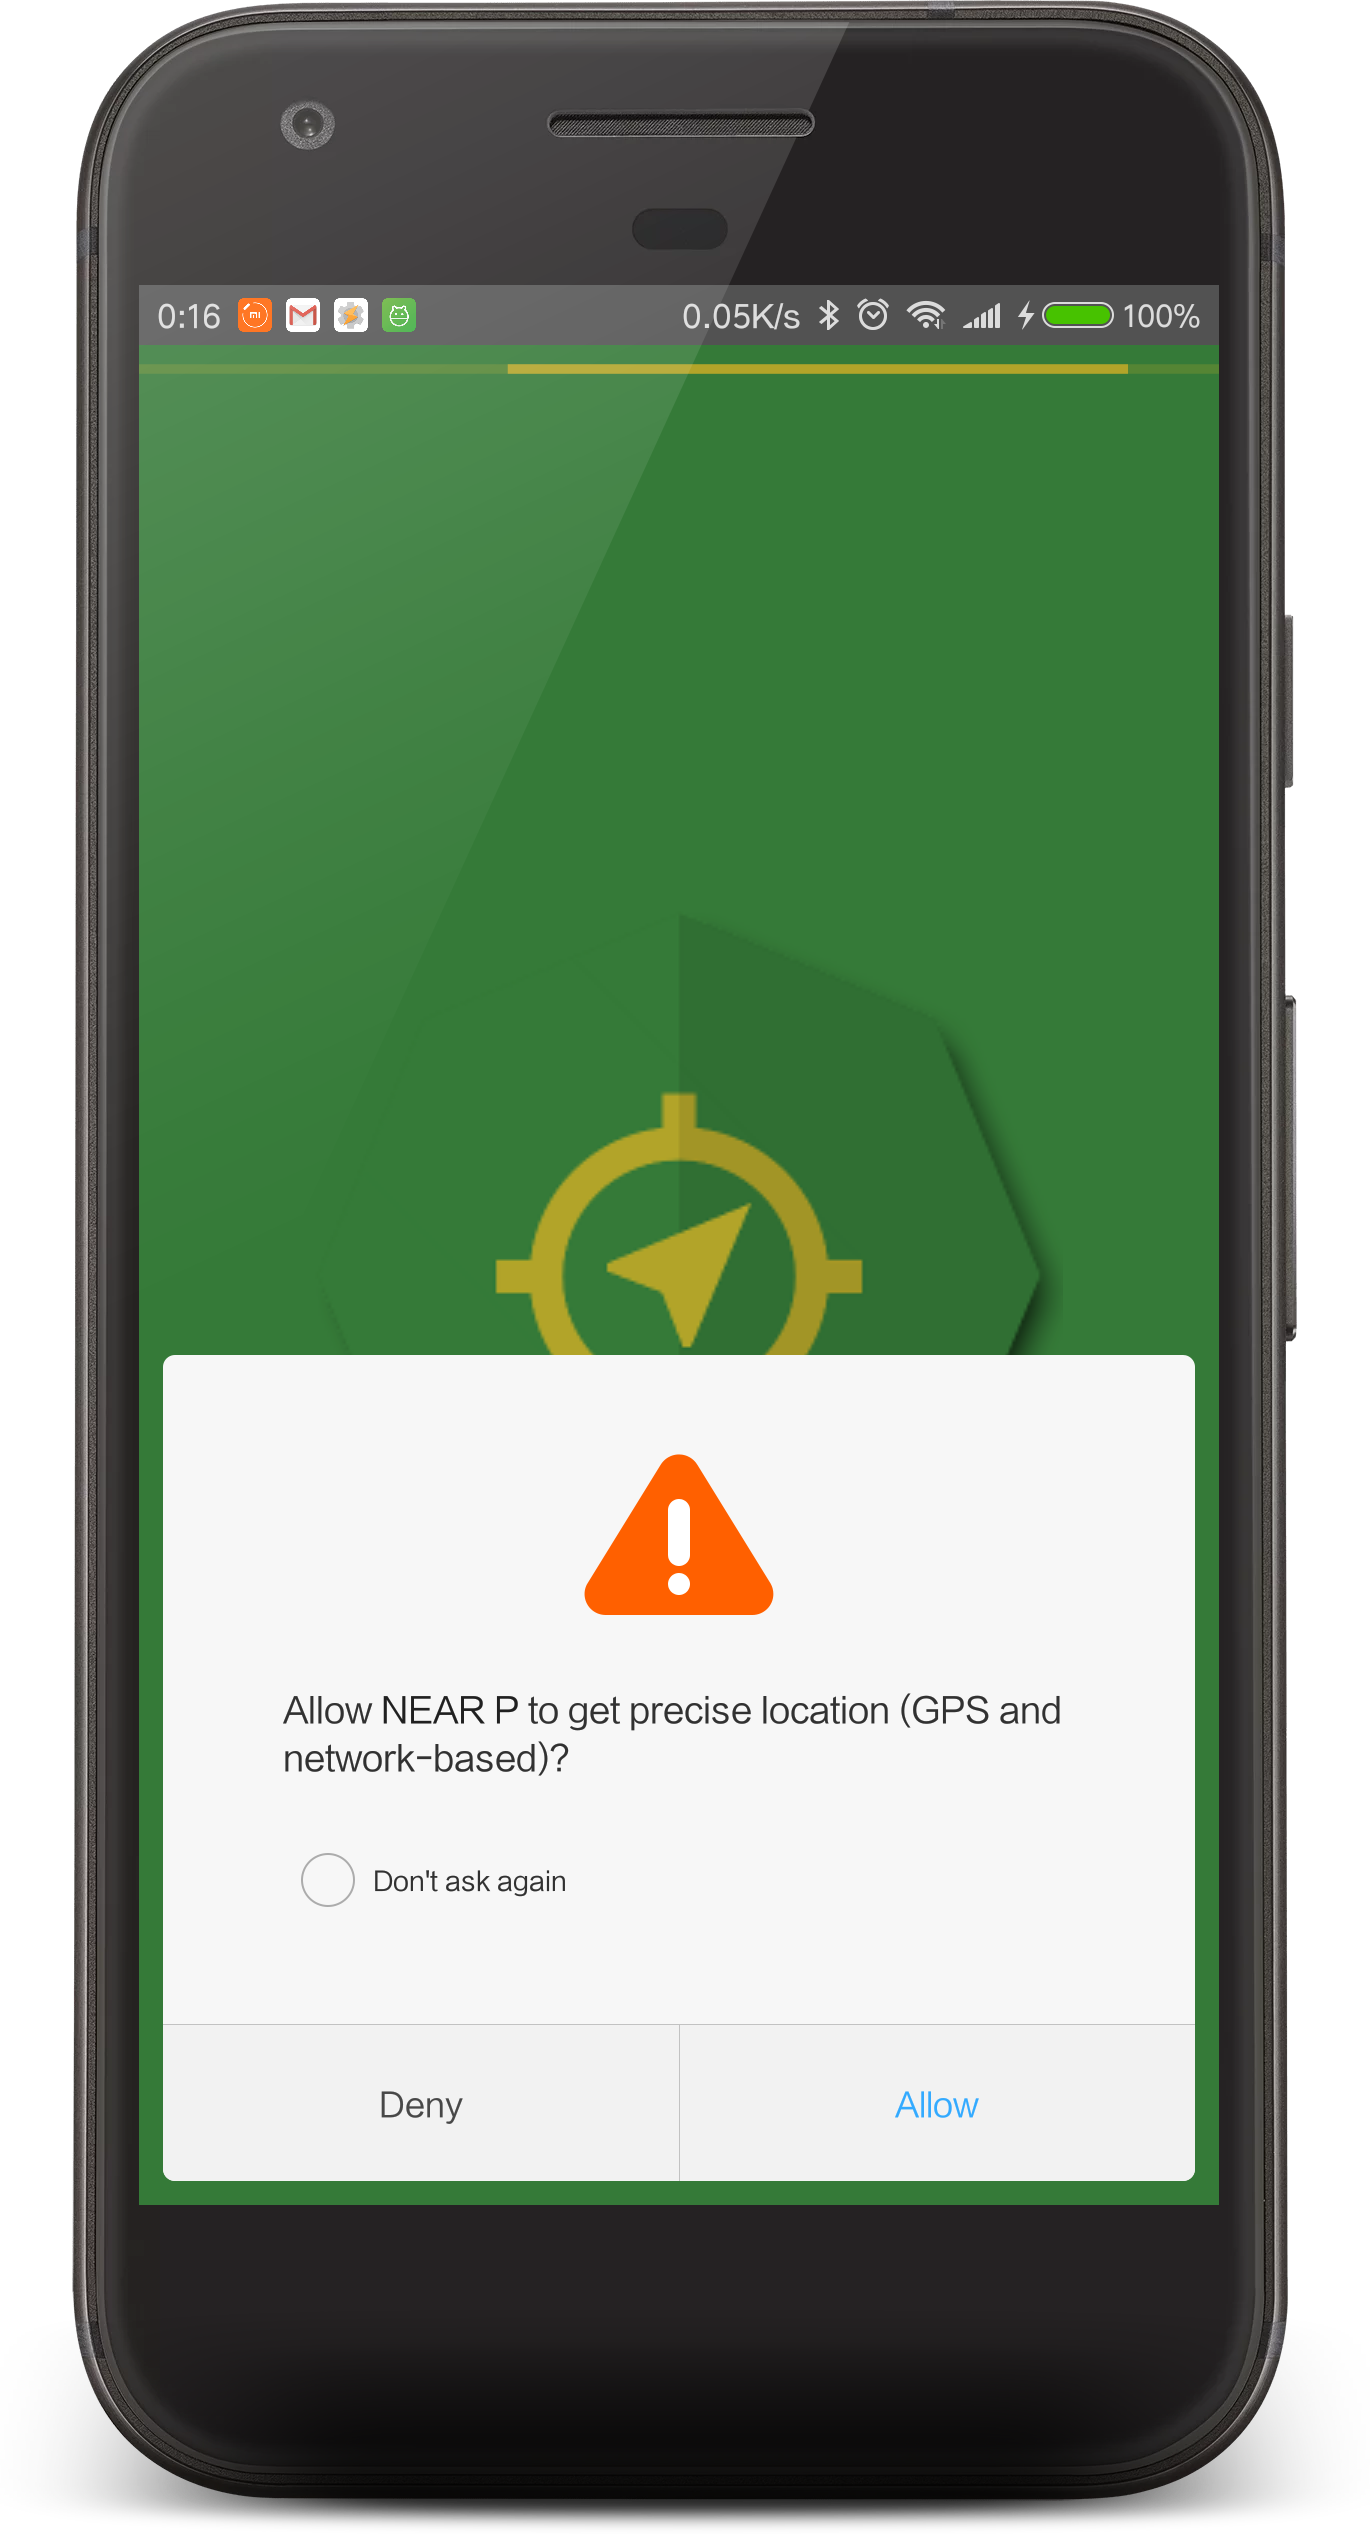 0:16 0.05K/s 100%
Allow NEAR P to get precise location (GPS and
network-based)?
Don't ask again
Deny Allow